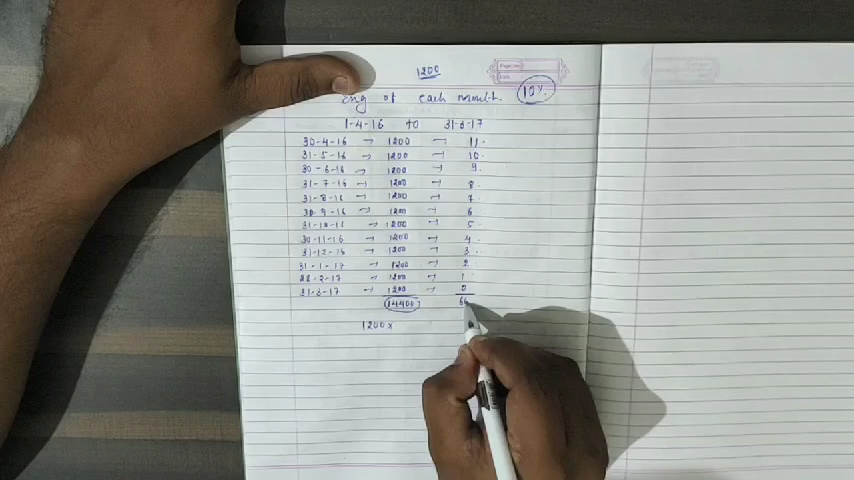 1200
10%
ing of each month.
1-4-16 to 31-3-17
30-4-16 → 1200 → 11.
31-5-16 → 1200 → 10.
30-6-16 → 1200 → 9.
31-7-16 → 1200 → 8.
31-8-16 → 1200 → 7.
30-9-16 → 1200 → 6.
31-10-16 → 1200 → 5.
30-11-16 → 1200 → 4.
31-12-16 → 1200 → 3.
31-1-17 → 1200 → 2
28-2-17 → 1200 → 1
31-3-17 → 1200 → 0
14400 66
1200 x